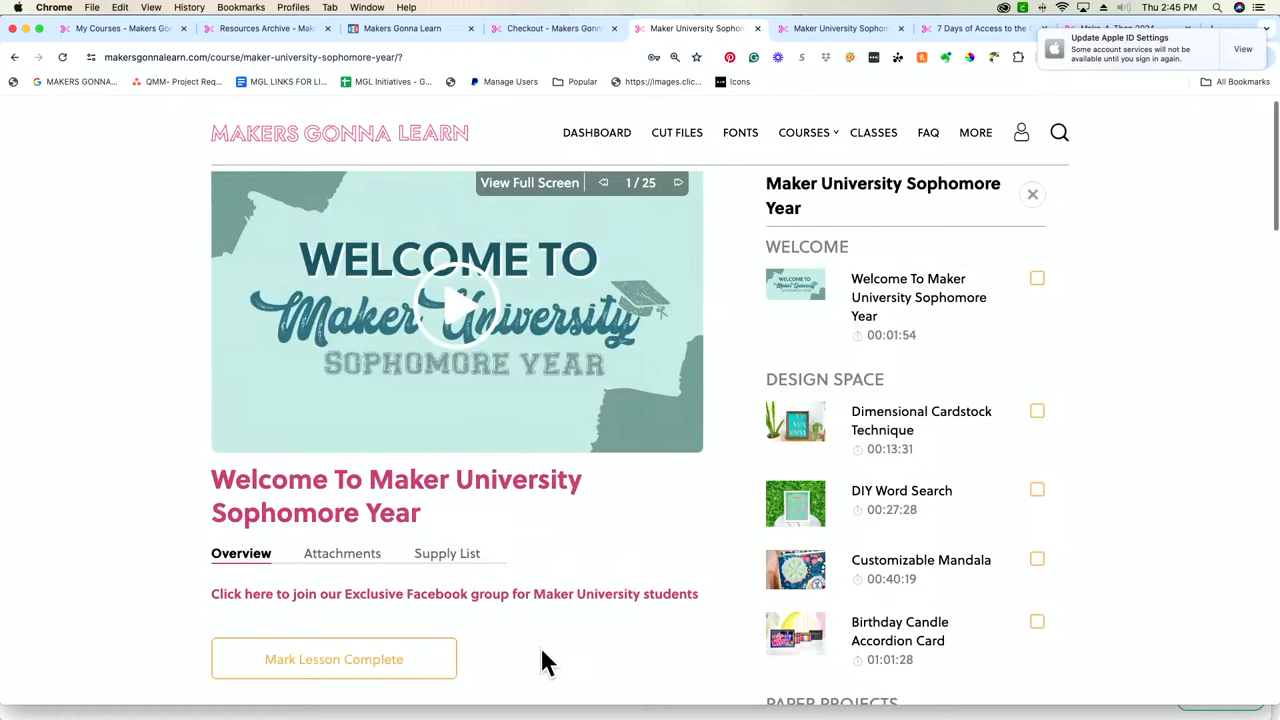 Chrome File Edit View History Bookmarks Profiles Tab Window Help
Thu 2:45 PM
My Courses - Makers Go
Resources Archive - Make
Makers Gonna Learn
Checkout - Makers Gonna
Maker University Sophom
Maker University Sophom
7 Days of Access to the
Update Apple ID Settings
Some account services will not be
available until you sign in again.
View
makersgonnalearn.com/course/maker-university-sophomore-year/?
MAKERS GONNA...
QMM- Project Req...
MGL LINKS FOR LI...
MGL Initiatives - G...
Manage Users
Popular
https://images.clic...
Icons
All Bookmarks
MAKERS GONNA LEARN
DASHBOARD CUT FILES FONTS COURSES CLASSES FAQ MORE
View Full Screen 1 / 25
WELCOME TO
Maker University
SOPHOMORE YEAR
Welcome To Maker University
Sophomore Year
Overview Attachments Supply List
Click here to join our Exclusive Facebook group for Maker University students
Mark Lesson Complete
Maker University Sophomore
Year
WELCOME
Welcome To Maker
University Sophomore
Year
00:01:54
DESIGN SPACE
Dimensional Cardstock
Technique
00:13:31
DIY Word Search
00:27:28
Customizable Mandala
00:40:19
Birthday Candle
Accordion Card
01:01:28
PAPER PROJECTS